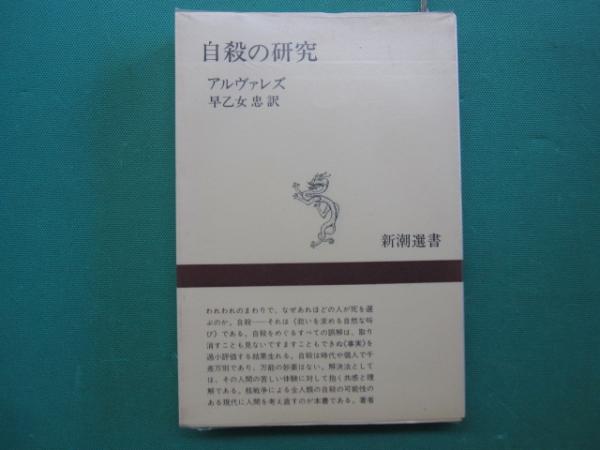 自殺の研究
アルヴァレズ
早乙女 忠 訳
新潮選書
われわれのまわりで、なぜあれほどの人が死を選
ぶのか。自殺——それは《救いを求める自然な叫
び》である。自殺をめぐるすべての誤解は、取り
消すことも見ないですますこともできぬ《事実》を
過小評価する結果生れる。自殺は時代や個人で千
差万別であり、万能の妙薬はない。解決法として
は、その人間の苦しい体験に対して抱く共感と理
解である。核戦争による全人類の自殺の可能性の
ある現代に人間を考え直すのが本書である。著者